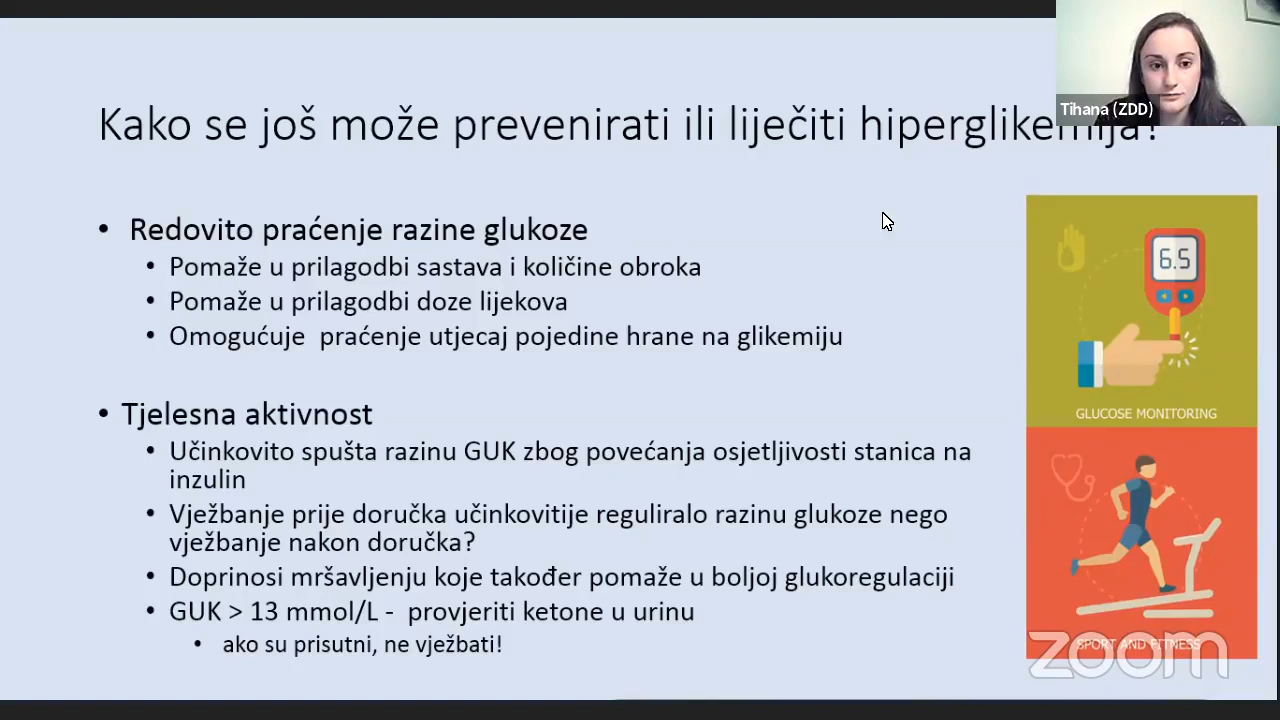 Tihana (ZDD)
Kako se još može prevenirati ili liječiti hiperglikemija?
• Redovito praćenje razine glukoze
• Pomaže u prilagodbi sastava i količine obroka
• Pomaže u prilagodbi doze lijekova
• Omogućuje praćenje utjecaj pojedine hrane na glikemiju
• Tjelesna aktivnost
• Učinkovito spušta razinu GUK zbog povećanja osjetljivosti stanica na
inzulin
• Vježbanje prije doručka učinkovitije reguliralo razinu glukoze nego
vježbanje nakon doručka?
• Doprinosi mršavljenju koje također pomaže u boljoj glukoregulaciji
• GUK > 13 mmol/L - provjeriti ketone u urinu
• ako su prisutni, ne vježbati!
6.5
GLUCOSE MONITORING
SPORT AND FITNESS
zoom